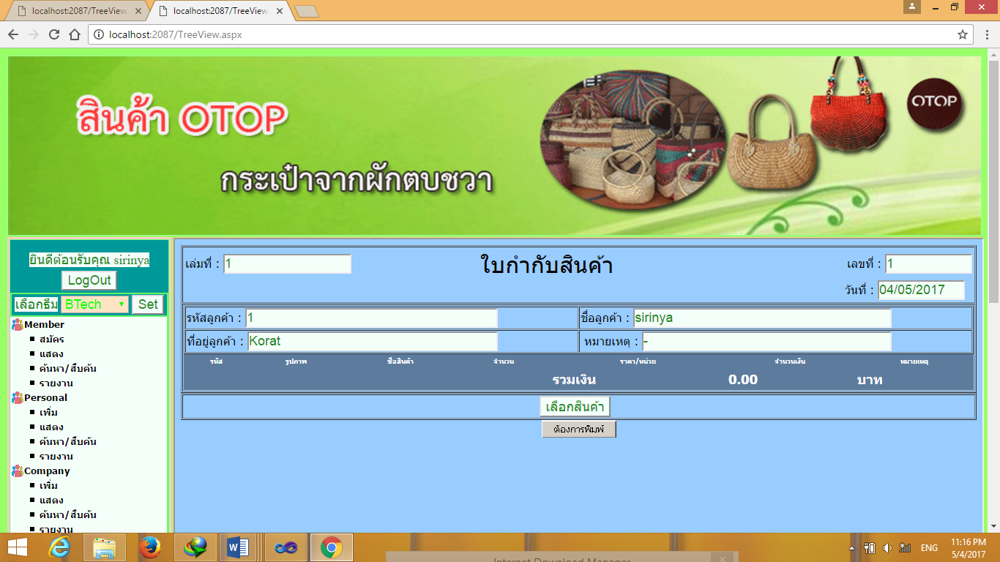 localhost:2087/TreeView.
localhost:2087/TreeView.
localhost:2087/TreeView.aspx
สินค้า OTOP
OTOP
กระเป๋าจากผักตบชวา
ยินดีต้อนรับคุณ sirinya
LogOut
เลือกธีม BTech Set
Member
สมัคร
แสดง
ค้นหา/สืบค้น
รายงาน
Personal
เพิ่ม
แสดง
ค้นหา/สืบค้น
รายงาน
Company
เพิ่ม
แสดง
ค้นหา/สืบค้น
รายงาน
เล่มที่ : 1 ใบกำกับสินค้า เลขที่ : 1
วันที่ : 04/05/2017
รหัสลูกค้า : 1 ชื่อลูกค้า : sirinya
ที่อยู่ลูกค้า : Korat หมายเหตุ : -
รหัส รูปภาพ ชื่อสินค้า จำนวน ราคา/หน่วย จำนวนเงิน หมายเหตุ
รวมเงิน 0.00 บาท
เลือกสินค้า
ต้องการพิมพ์
Internet Download Manager
ENG
11:16 PM
5/4/2017